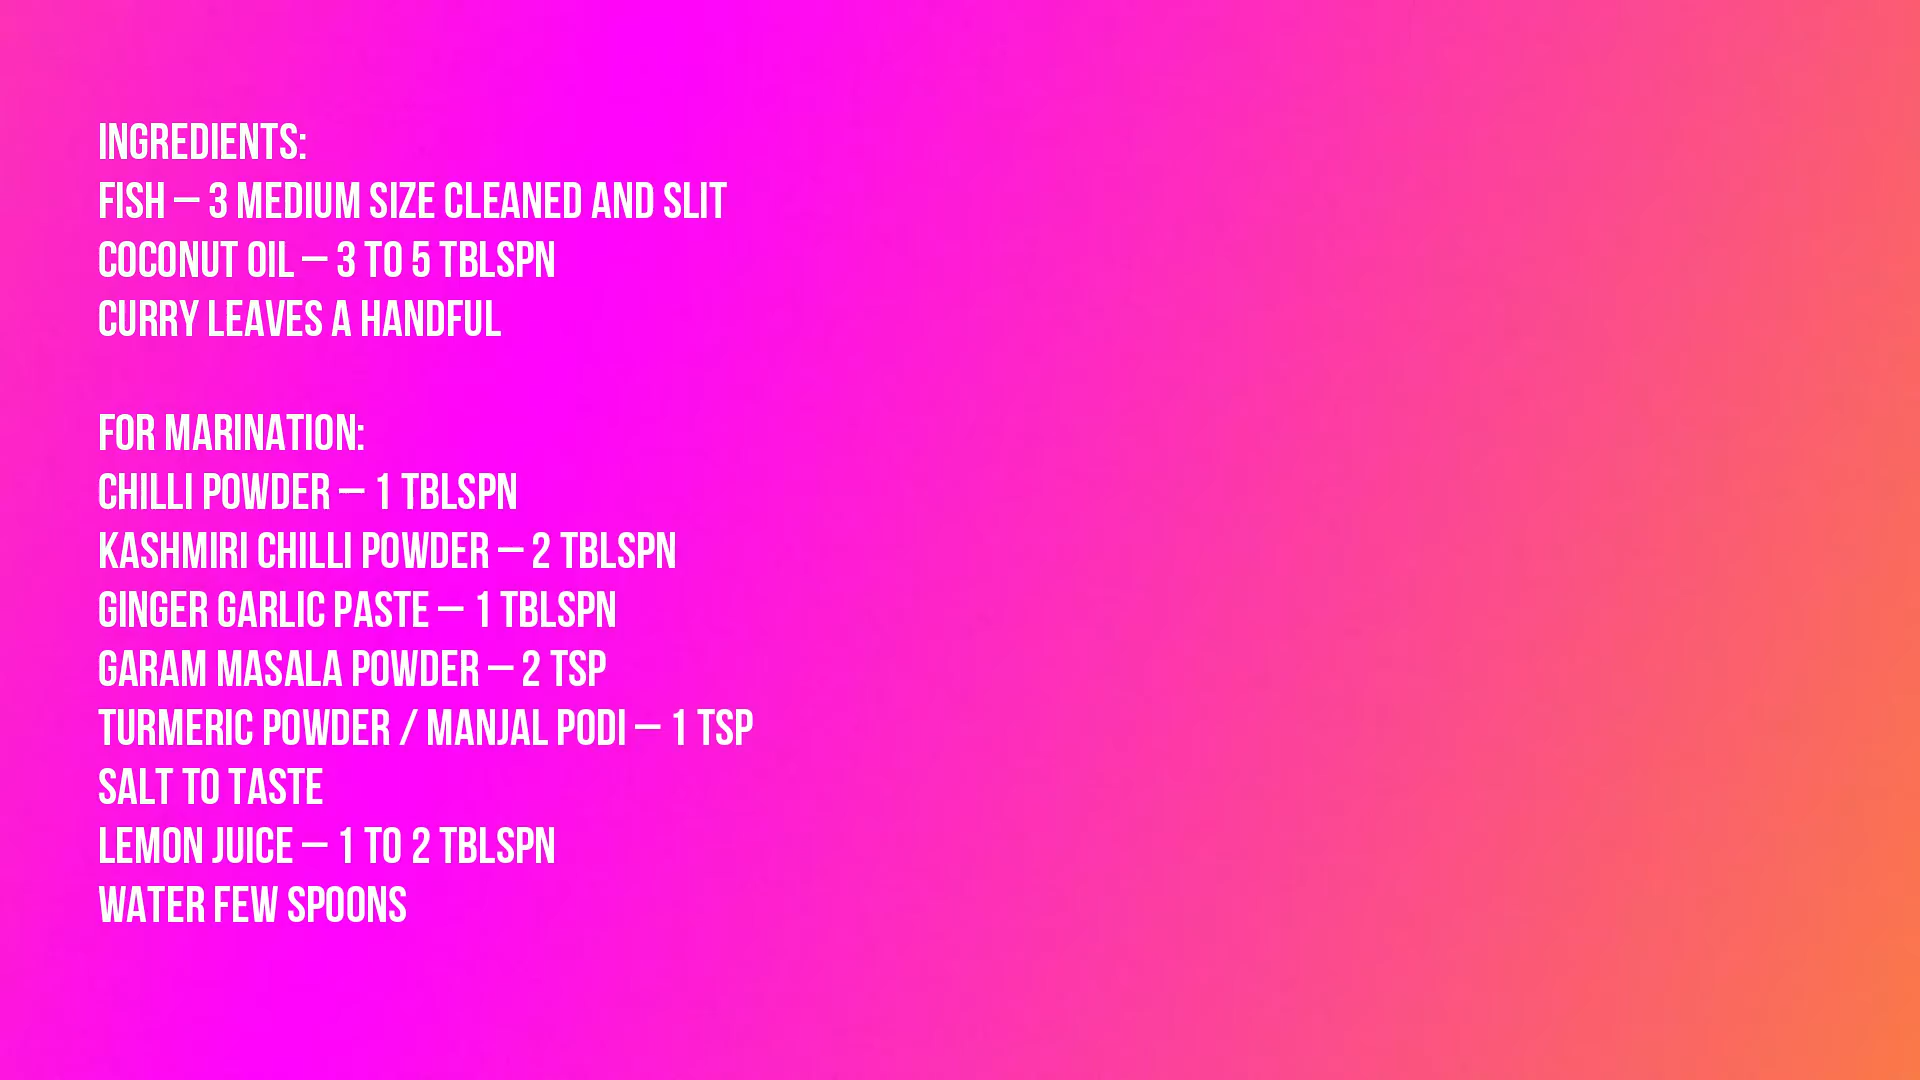 INGREDIENTS:
FISH – 3 MEDIUM SIZE CLEANED AND SLIT
COCONUT OIL – 3 TO 5 TBLSPN
CURRY LEAVES A HANDFUL
FOR MARINATION:
CHILLI POWDER – 1 TBLSPN
KASHMIRI CHILLI POWDER – 2 TBLSPN
GINGER GARLIC PASTE – 1 TBLSPN
GARAM MASALA POWDER – 2 TSP
TURMERIC POWDER / MANJAL PODI – 1 TSP
SALT TO TASTE
LEMON JUICE – 1 TO 2 TBLSPN
WATER FEW SPOONS